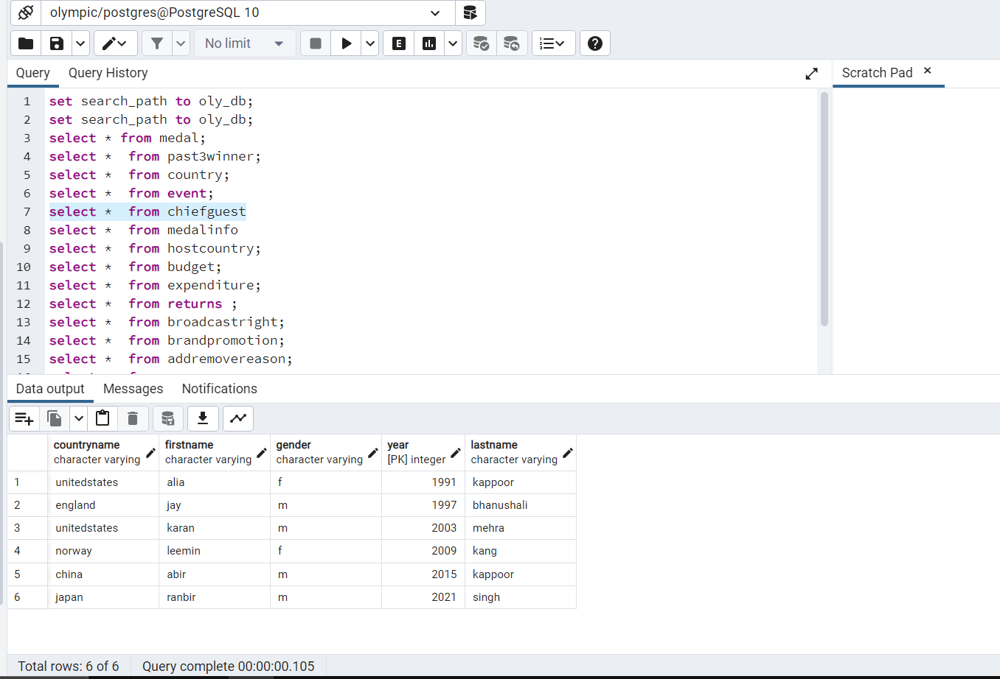 olympic/postgres@PostgreSQL 10
No limit
E
Query Query History Scratch Pad
1 set search_path to oly_db;
2 set search_path to oly_db;
3 select * from medal;
4 select *  from past3winner;
5 select *  from country;
6 select *  from event;
7 select *  from chiefguest
8 select *  from medalinfo
9 select *  from hostcountry;
10 select *  from budget;
11 select *  from expenditure;
12 select *  from returns ;
13 select *  from broadcastright;
14 select *  from brandpromotion;
15 select *  from addremovereason;
Data output Messages Notifications
countryname firstname gender year lastname
character varying character varying character varying [PK] integer character varying
1 unitedstates alia f 1991 kappoor
2 england jay m 1997 bhanushali
3 unitedstates karan m 2003 mehra
4 norway leemin f 2009 kang
5 china abir m 2015 kappoor
6 japan ranbir m 2021 singh
Total rows: 6 of 6 Query complete 00:00:00.105